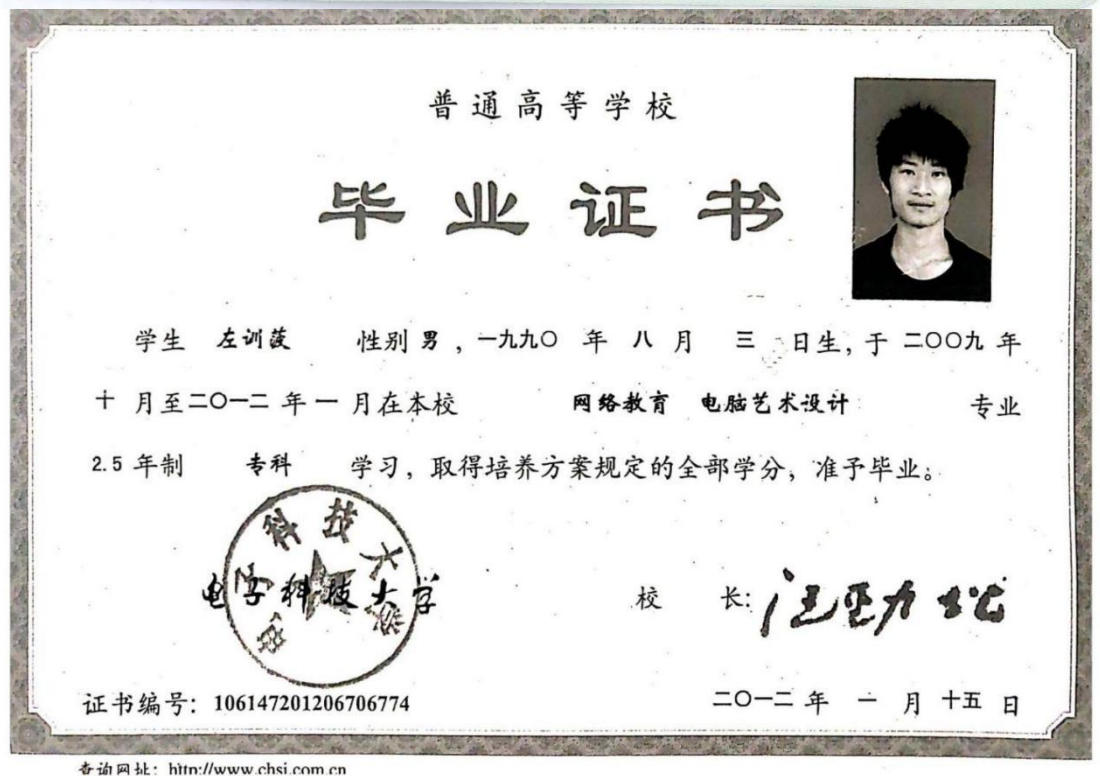 普通高等学校
毕业证书
学生 左训菠 性别 男，一九九〇 年 八 月 三 日生，于 二〇〇九 年
十 月至二〇一二 年 一 月在本校 网络教育 电脑艺术设计 专业
2.5 年制 专科 学习，取得培养方案规定的全部学分，准予毕业。
电子科技大学
电子科技大学
校 长：
证书编号：106147201206706774
二〇一二 年 一 月 十五 日
查询网址：http://www.chsi.com.cn